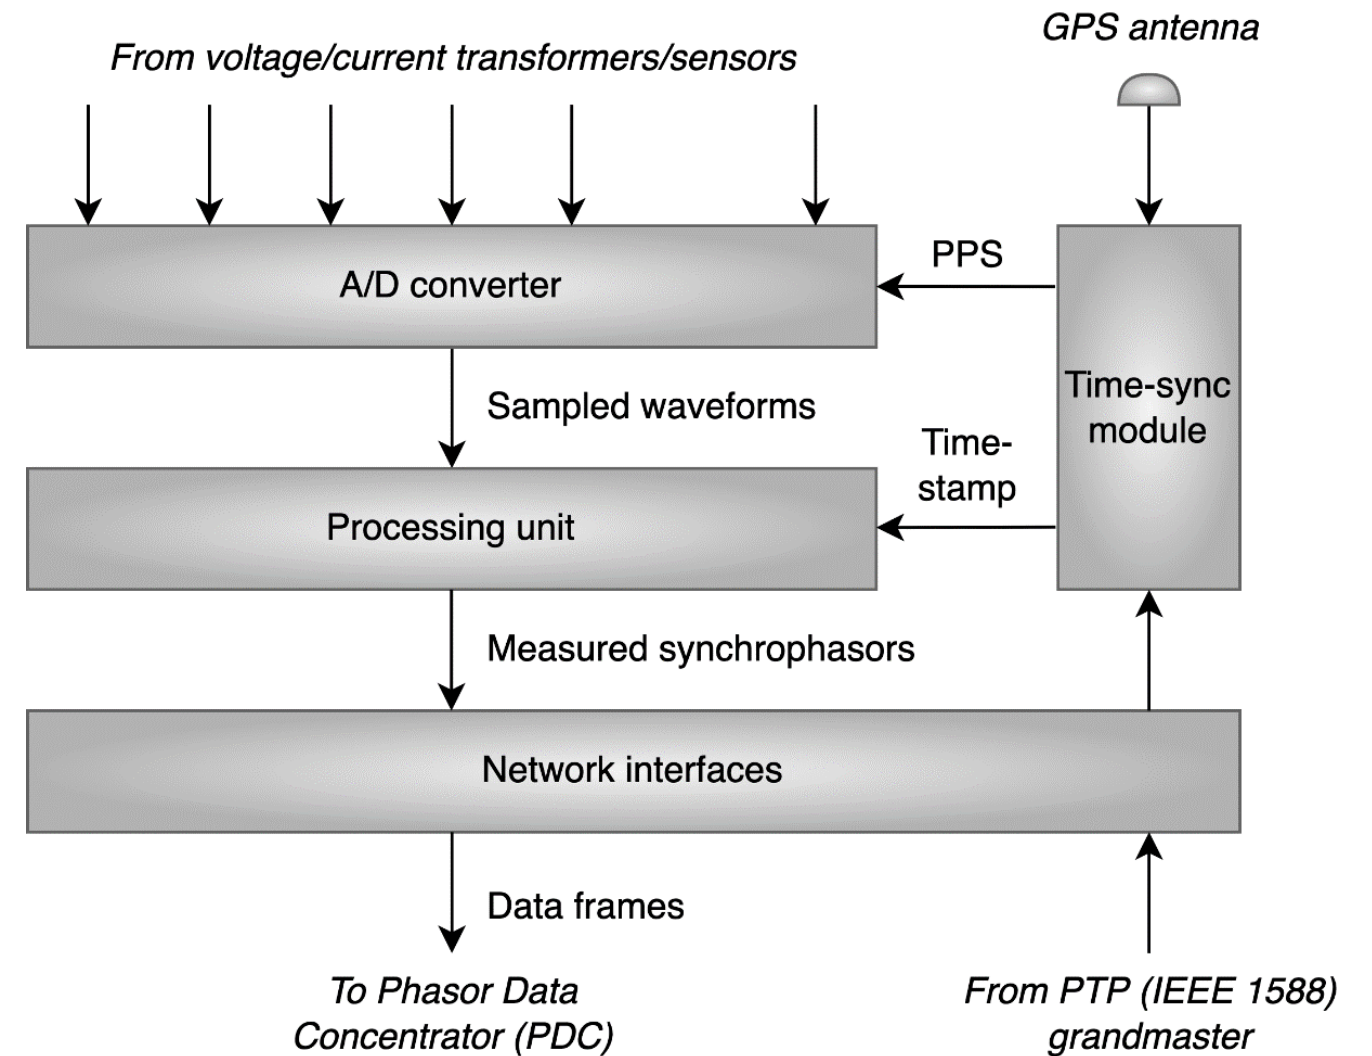 From voltage/current transformers/sensors
GPS antenna
PPS
A/D converter
Time-sync
module
Sampled waveforms
Time-
stamp
Processing unit
Measured synchrophasors
Network interfaces
Data frames
To Phasor Data
Concentrator (PDC)
From PTP (IEEE 1588)
grandmaster